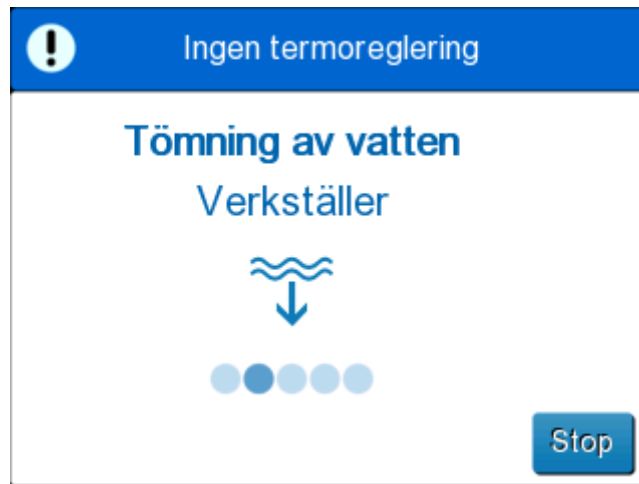 Ingen termoreglering
Tömning av vatten
Verkställer
Stop